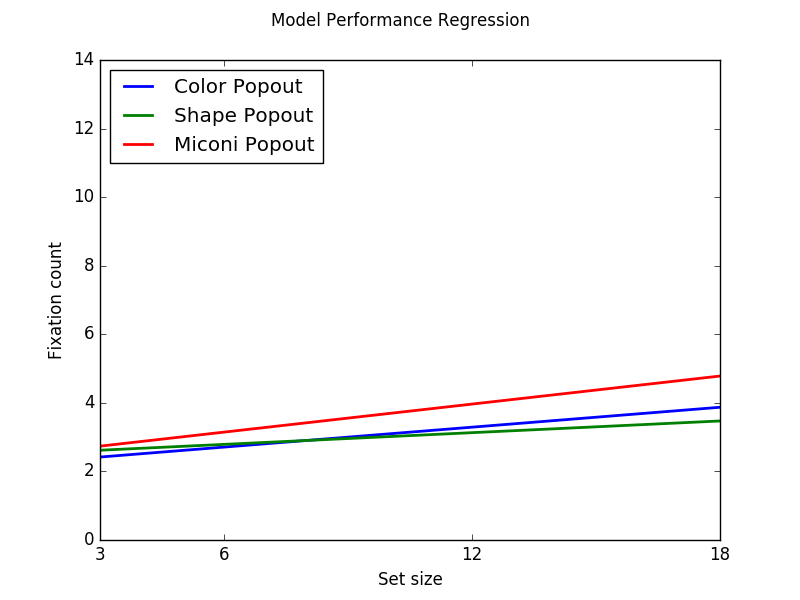 Model Performance Regression
14
12
10
8
6
4
2
0
Color Popout
Shape Popout
Miconi Popout
Fixation count
3
6
12
18
Set size